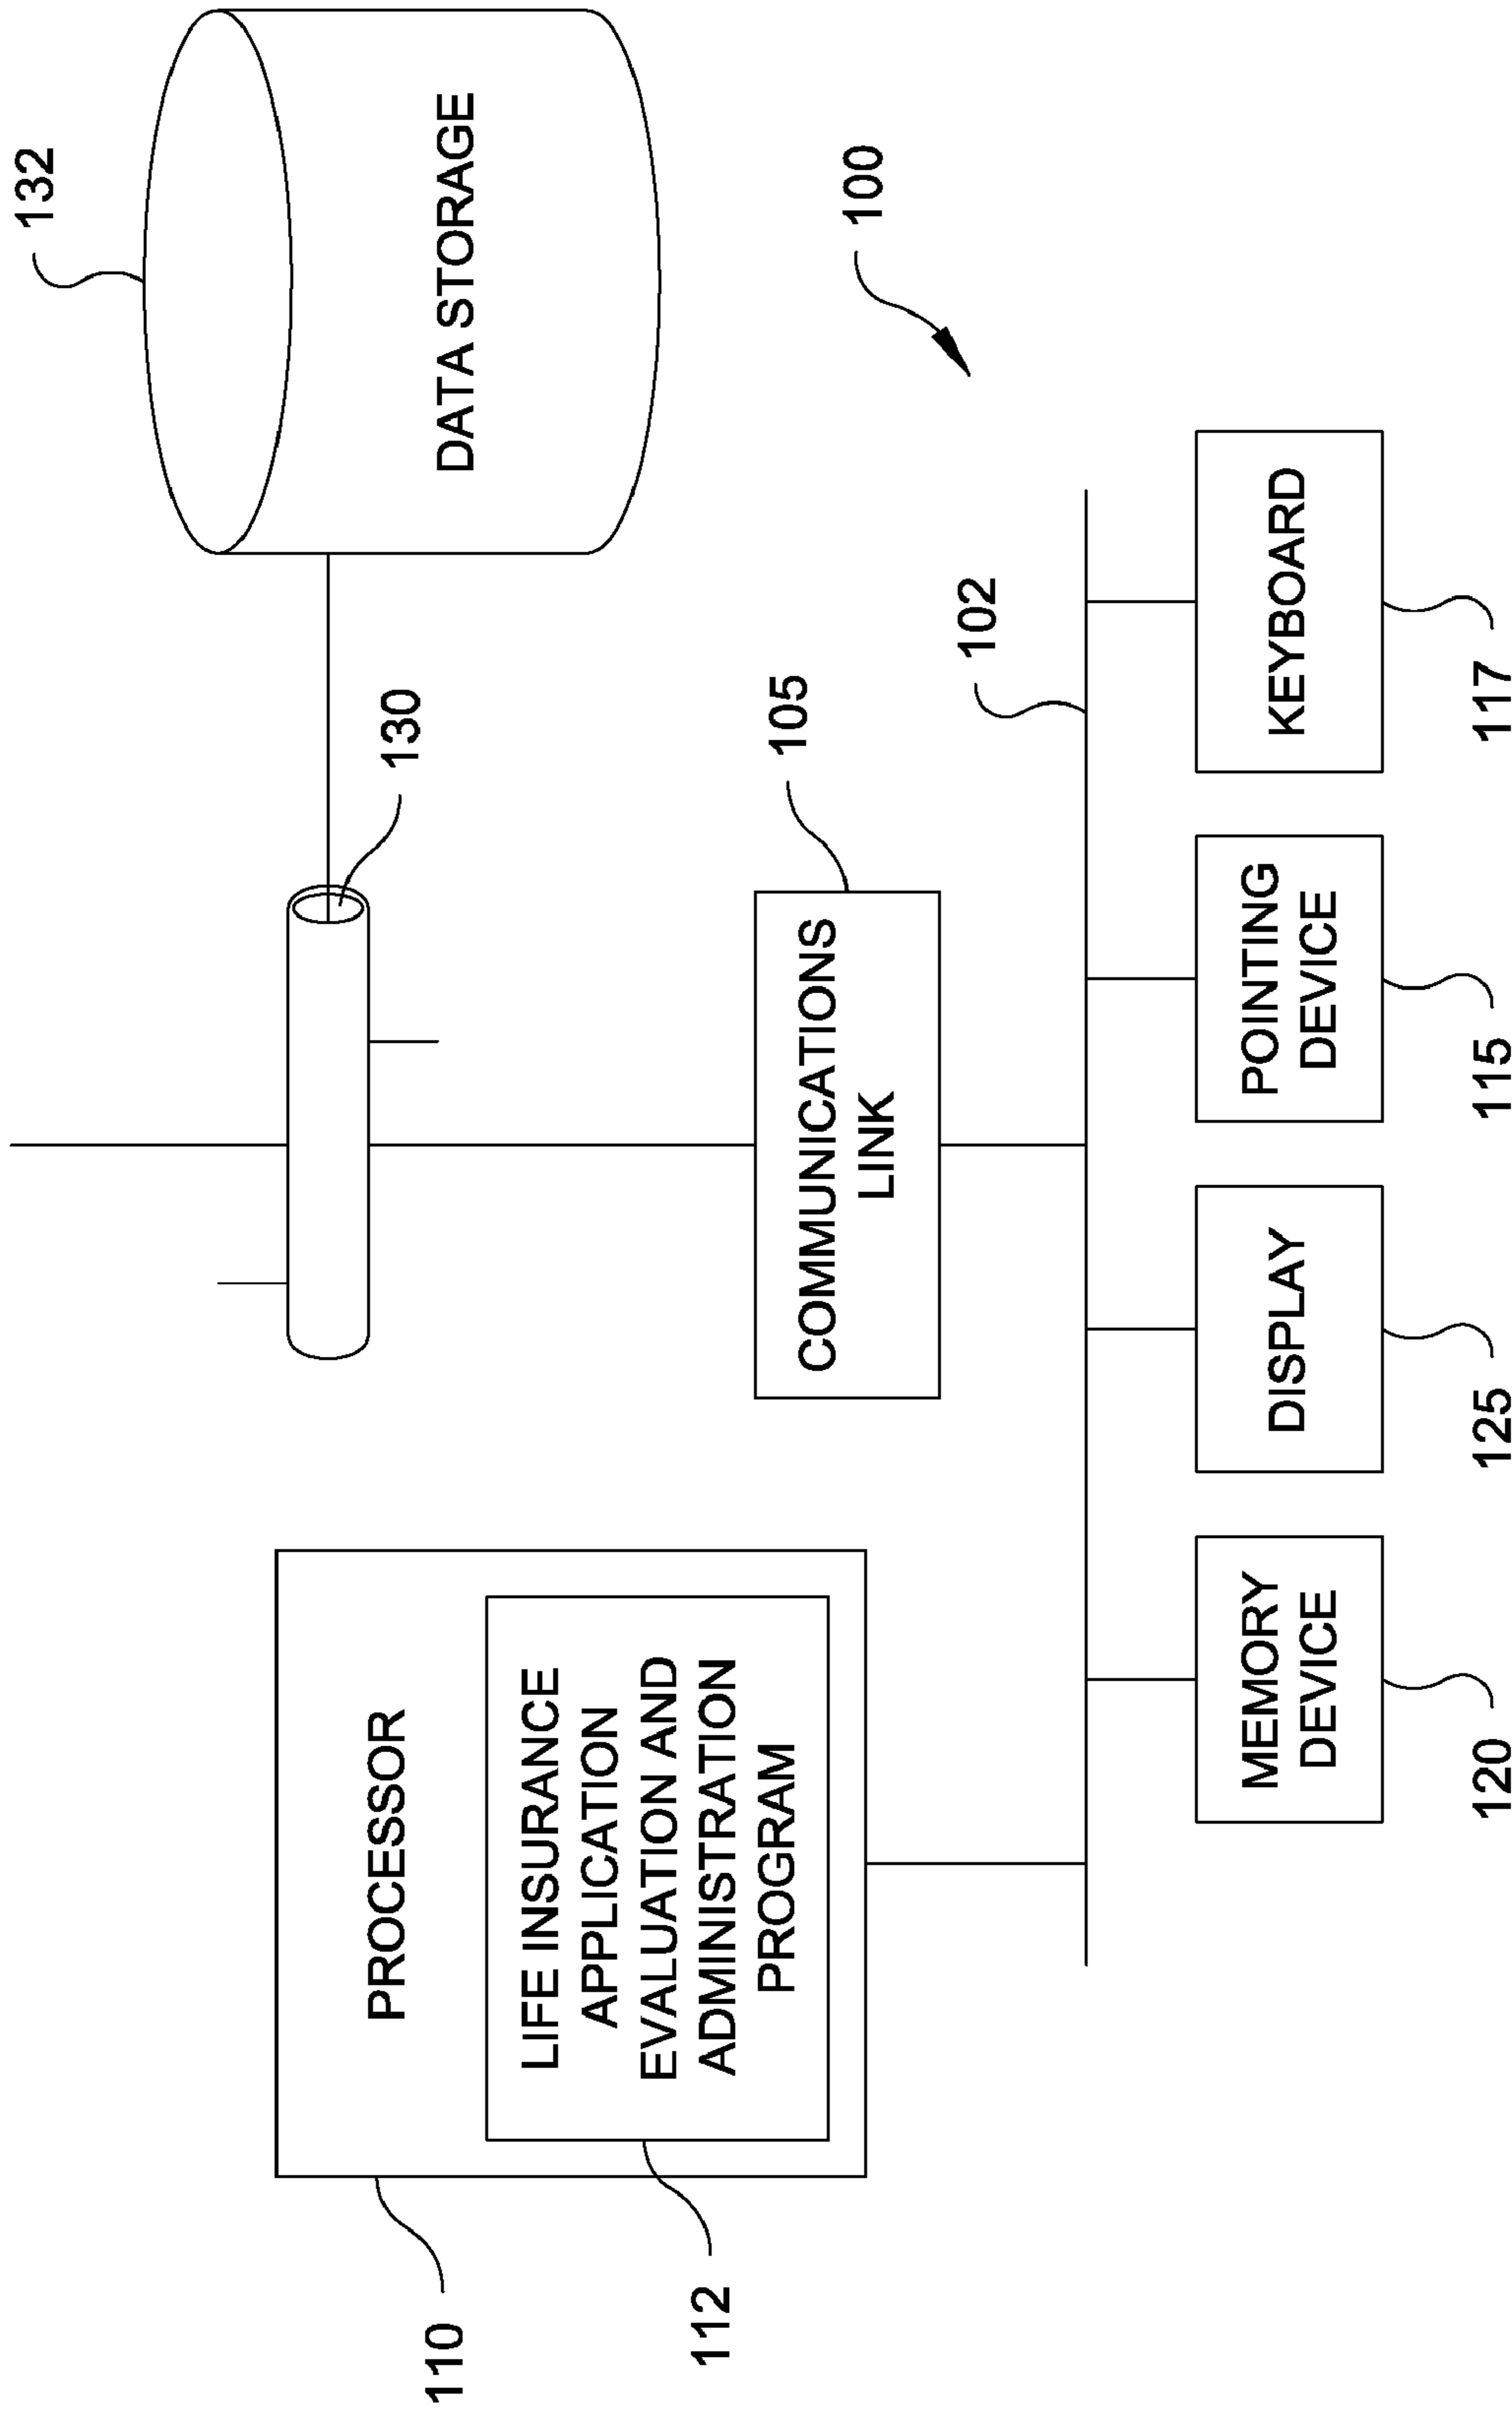 132
DATA STORAGE
130
100
PROCESSOR
LIFE INSURANCE
APPLICATION
EVALUATION AND
ADMINISTRATION
PROGRAM
110
112
COMMUNICATIONS
LINK
105
102
MEMORY
DEVICE
DISPLAY
POINTING
DEVICE
KEYBOARD
120
125
115
117